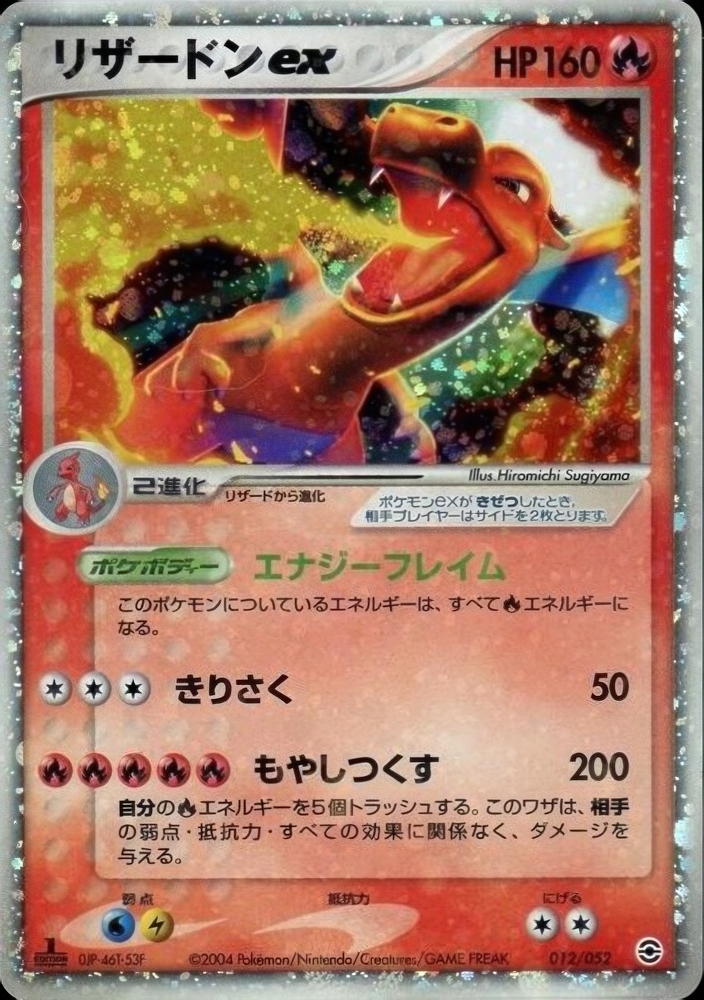 リザードンex HP160
Illus. Hiromichi Sugiyama
2進化 リザードから進化
ポケモンexが きぜつしたとき、
相手プレイヤーはサイドを2枚とります。
ポケボディー エナジーフレイム
このポケモンについているエネルギーは、すべてエネルギーに
なる。
きりさく 50
もやしつくす 200
自分のエネルギーを5個トラッシュする。このワザは、相手
の弱点・抵抗力・すべての効果に関係なく、ダメージを
与える。
弱点 抵抗力 にげる
1 EDITION 0JP・46T・53F ©2004 Pokémon/Nintendo/Creatures/GAME FREAK 012/052